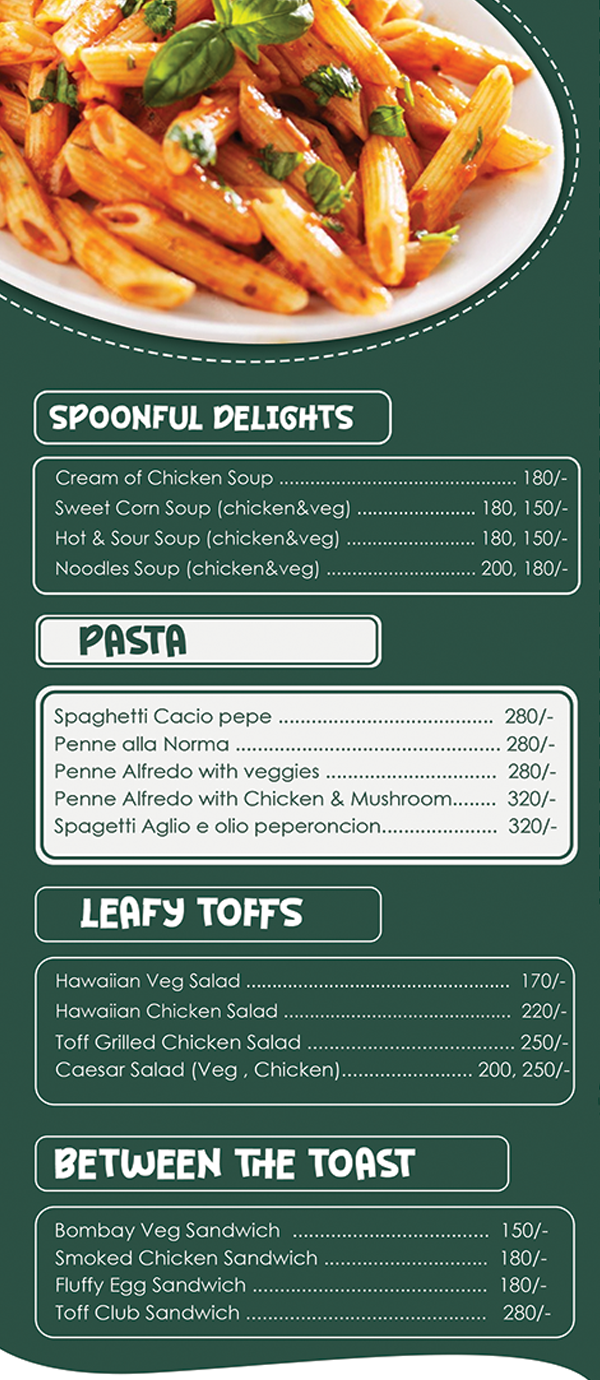 SPOONFUL DELIGHTS
Cream of Chicken Soup .................................................. 180/-
Sweet Corn Soup (chicken&veg) ......................... 180, 150/-
Hot & Sour Soup (chicken&veg) ........................... 180, 150/-
Noodles Soup (chicken&veg) ............................... 200, 180/-
PASTA
Spaghetti Cacio pepe .......................................... 280/-
Penne alla Norma .................................................... 280/-
Penne Alfredo with veggies ................................. 280/-
Penne Alfredo with Chicken & Mushroom........ 320/-
Spagetti Aglio e olio peperoncion...................... 320/-
LEAFY TOFFS
Hawaiian Veg Salad .................................................... 170/-
Hawaiian Chicken Salad ............................................ 220/-
Toff Grilled Chicken Salad ........................................ 250/-
Caesar Salad (Veg , Chicken)......................... 200, 250/-
BETWEEN THE TOAST
Bombay Veg Sandwich ...................................... 150/-
Smoked Chicken Sandwich ................................ 180/-
Fluffy Egg Sandwich .............................................. 180/-
Toff Club Sandwich ............................................... 280/-